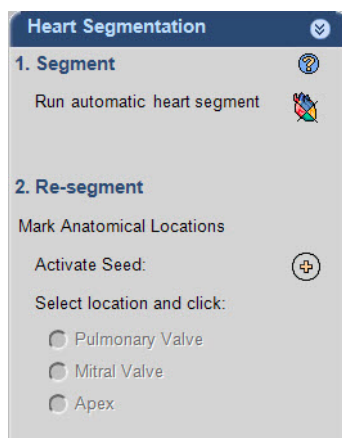 Heart Segmentation
1. Segment
Run automatic heart segment
2. Re-segment
Mark Anatomical Locations
Activate Seed:
Select location and click:
Pulmonary Valve
Mitral Valve
Apex